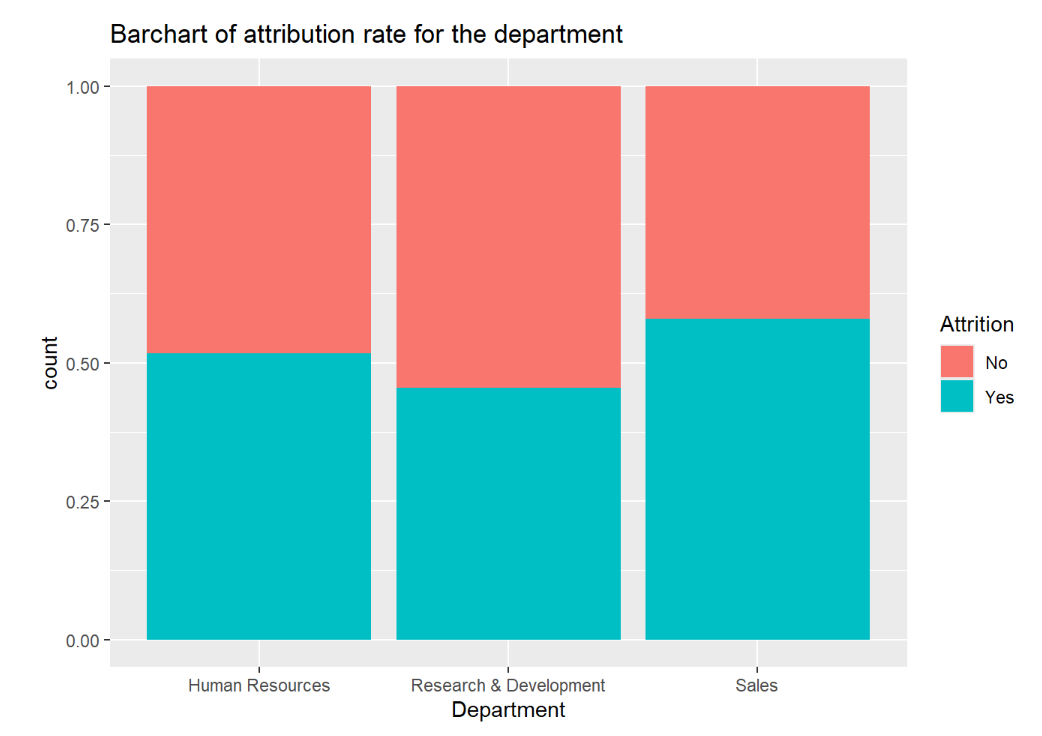 Barchart of attribution rate for the department
1.00
0.75
0.50
0.25
0.00
count
Human Resources
Research & Development
Sales
Department
Attrition
No
Yes